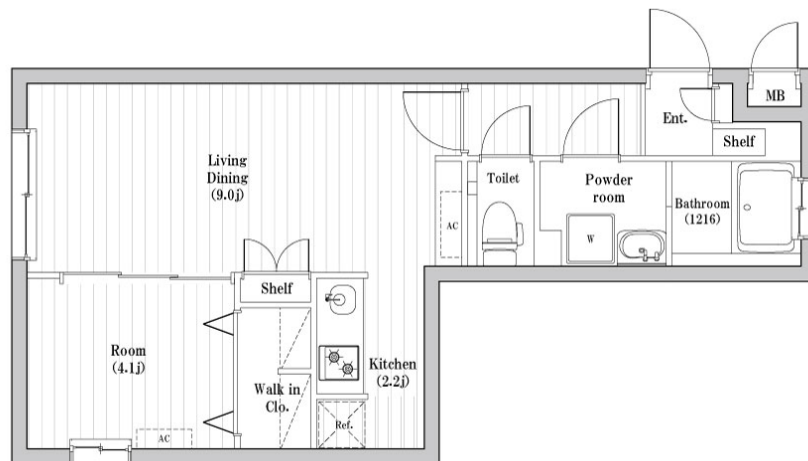 MB
Ent.
Shelf
Living
Dining
(9.0j)
Toilet
Powder
room
Bathroom
(1216)
AC
W
Shelf
Room
(4.1j)
Kitchen
(2.2j)
Walk in
Clo.
Ref.
AC